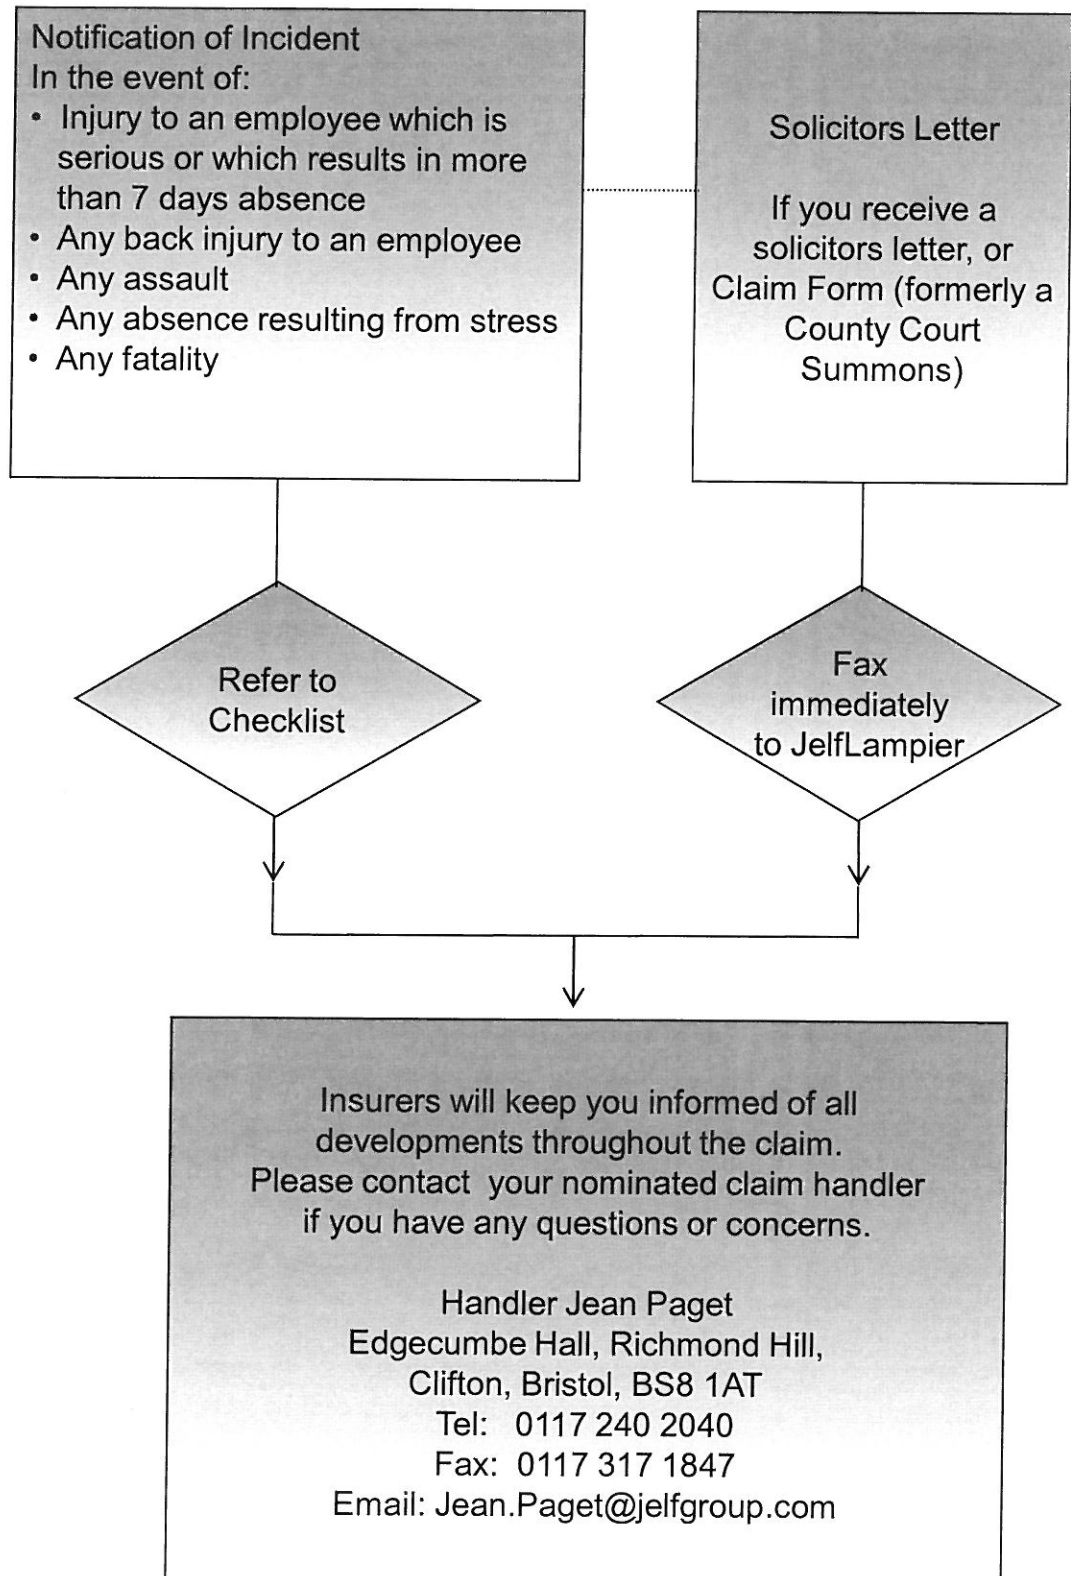 Notification of Incident
In the event of:
• Injury to an employee which is
serious or which results in more
than 7 days absence
• Any back injury to an employee
• Any assault
• Any absence resulting from stress
• Any fatality
Solicitors Letter
If you receive a
solicitors letter, or
Claim Form (formerly a
County Court
Summons)
Refer to
Checklist
Fax
immediately
to JelfLampier
Insurers will keep you informed of all
developments throughout the claim.
Please contact your nominated claim handler
if you have any questions or concerns.
Handler Jean Paget
Edgecumbe Hall, Richmond Hill,
Clifton, Bristol, BS8 1AT
Tel: 0117 240 2040
Fax: 0117 317 1847
Email: Jean.Paget@jelfgroup.com